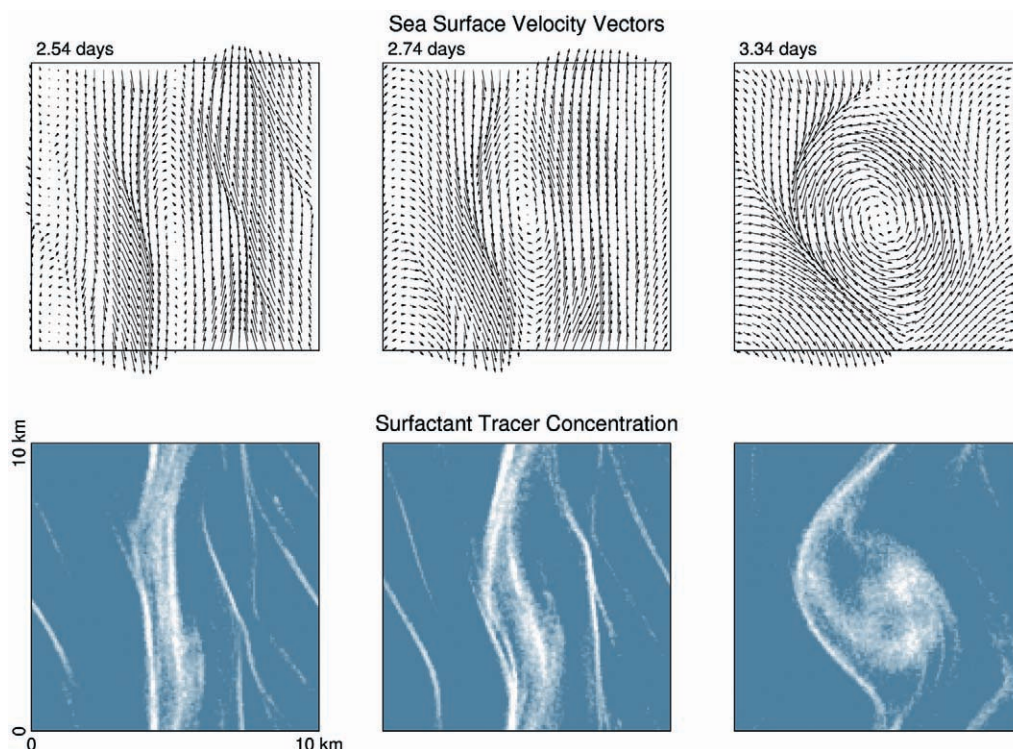 Sea Surface Velocity Vectors
2.54 days
2.74 days
3.34 days
Surfactant Tracer Concentration
10 km
0
0
10 km